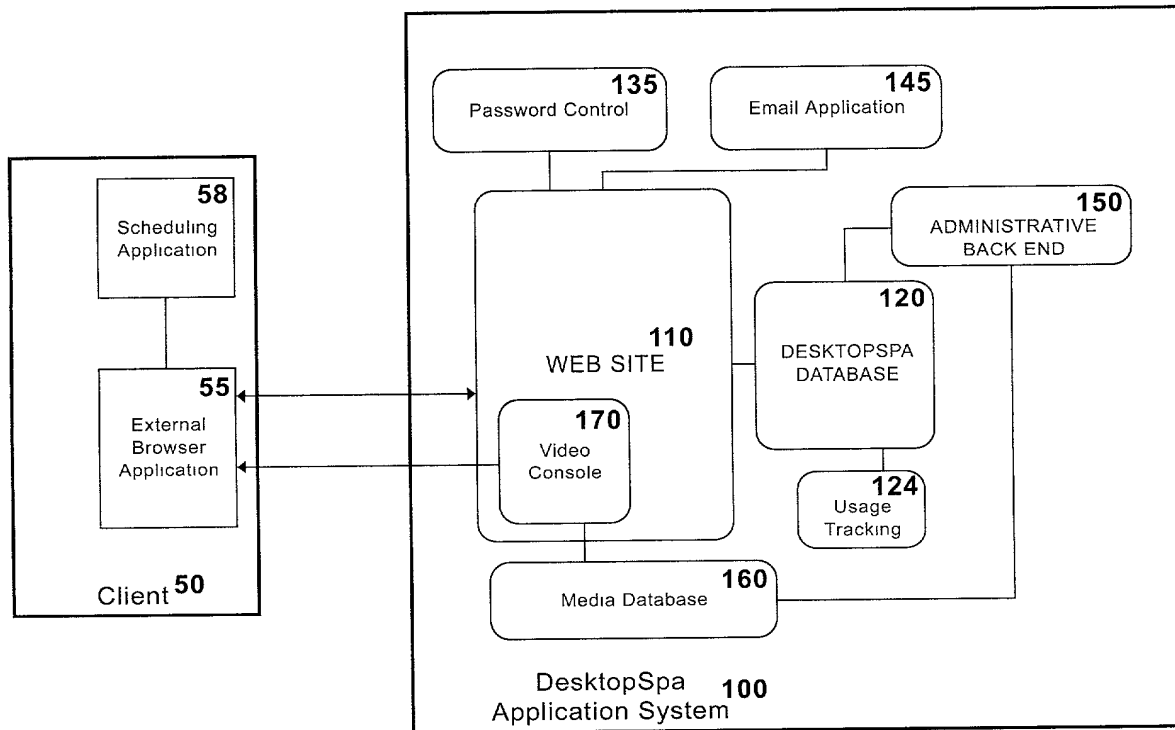 135
Password Control
145
Email Application
58
Scheduling
Application
150
ADMINISTRATIVE
BACK END
120
DESKTOPSPA
DATABASE
110
WEB SITE
55
External
Browser
Application
170
Video
Console
124
Usage
Tracking
160
Media Database
Client 50
DesktopSpa
Application System 100